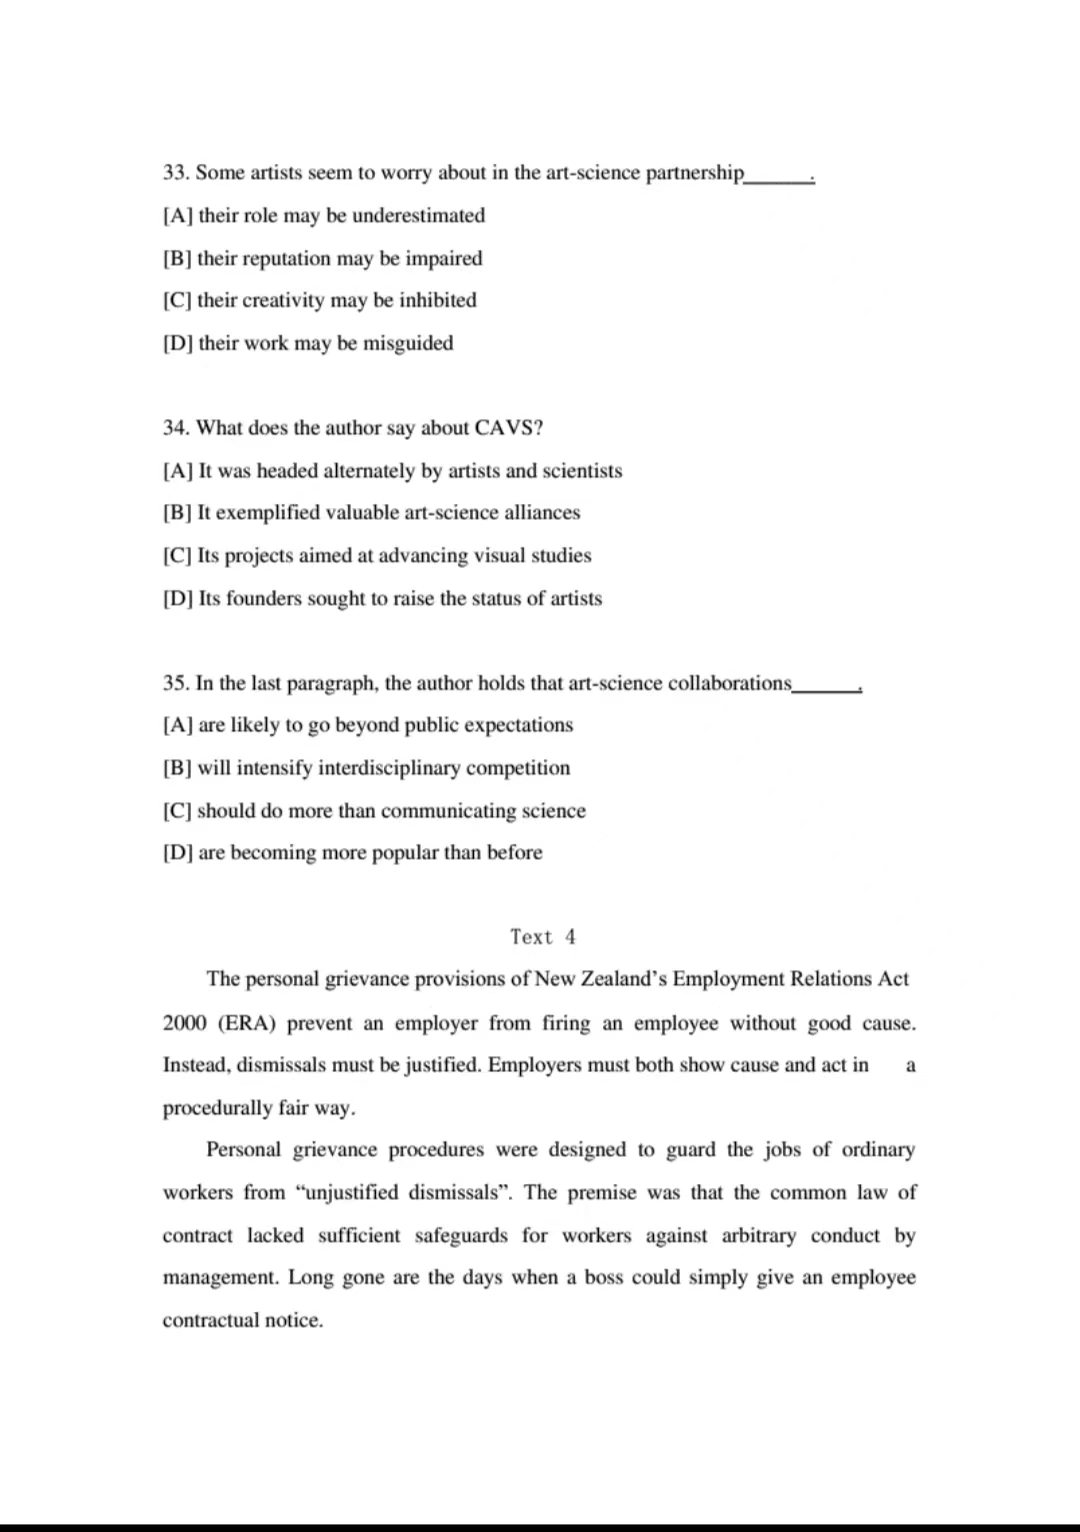 33. Some artists seem to worry about in the art-science partnership______.
[A] their role may be underestimated
[B] their reputation may be impaired
[C] their creativity may be inhibited
[D] their work may be misguided
34. What does the author say about CAVS?
[A] It was headed alternately by artists and scientists
[B] It exemplified valuable art-science alliances
[C] Its projects aimed at advancing visual studies
[D] Its founders sought to raise the status of artists
35. In the last paragraph, the author holds that art-science collaborations______.
[A] are likely to go beyond public expectations
[B] will intensify interdisciplinary competition
[C] should do more than communicating science
[D] are becoming more popular than before
Text 4
The personal grievance provisions of New Zealand’s Employment Relations Act
2000 (ERA) prevent an employer from firing an employee without good cause.
Instead, dismissals must be justified. Employers must both show cause and act in a
procedurally fair way.
Personal grievance procedures were designed to guard the jobs of ordinary
workers from “unjustified dismissals”. The premise was that the common law of
contract lacked sufficient safeguards for workers against arbitrary conduct by
management. Long gone are the days when a boss could simply give an employee
contractual notice.